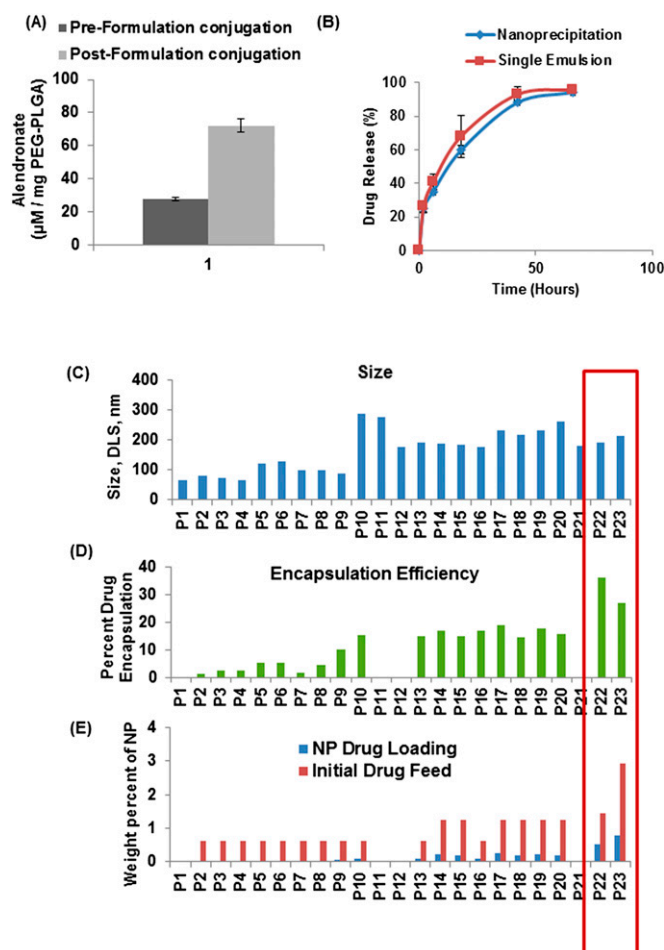 (A)
Pre-Formulation conjugation
Post-Formulation conjugation
Alendronate
(µM / mg PEG-PLGA)
100
80
60
40
20
0
1
(B)
Nanoprecipitation
Single Emulsion
Drug Release (%)
100
80
60
40
20
0
0
50
100
Time (Hours)
(C)
Size
Size, DLS, nm
400
300
200
100
0
P1
P2
P3
P4
P5
P6
P7
P8
P9
P10
P11
P12
P13
P14
P15
P16
P17
P18
P19
P20
P21
P22
P23
(D)
Encapsulation Efficiency
Percent Drug
Encapsulation
40
30
20
10
0
P1
P2
P3
P4
P5
P6
P7
P8
P9
P10
P11
P12
P13
P14
P15
P16
P17
P18
P19
P20
P21
P22
P23
(E)
NP Drug Loading
Initial Drug Feed
Weight percent of NP
4
3
2
1
0
P1
P2
P3
P4
P5
P6
P7
P8
P9
P10
P11
P12
P13
P14
P15
P16
P17
P18
P19
P20
P21
P22
P23